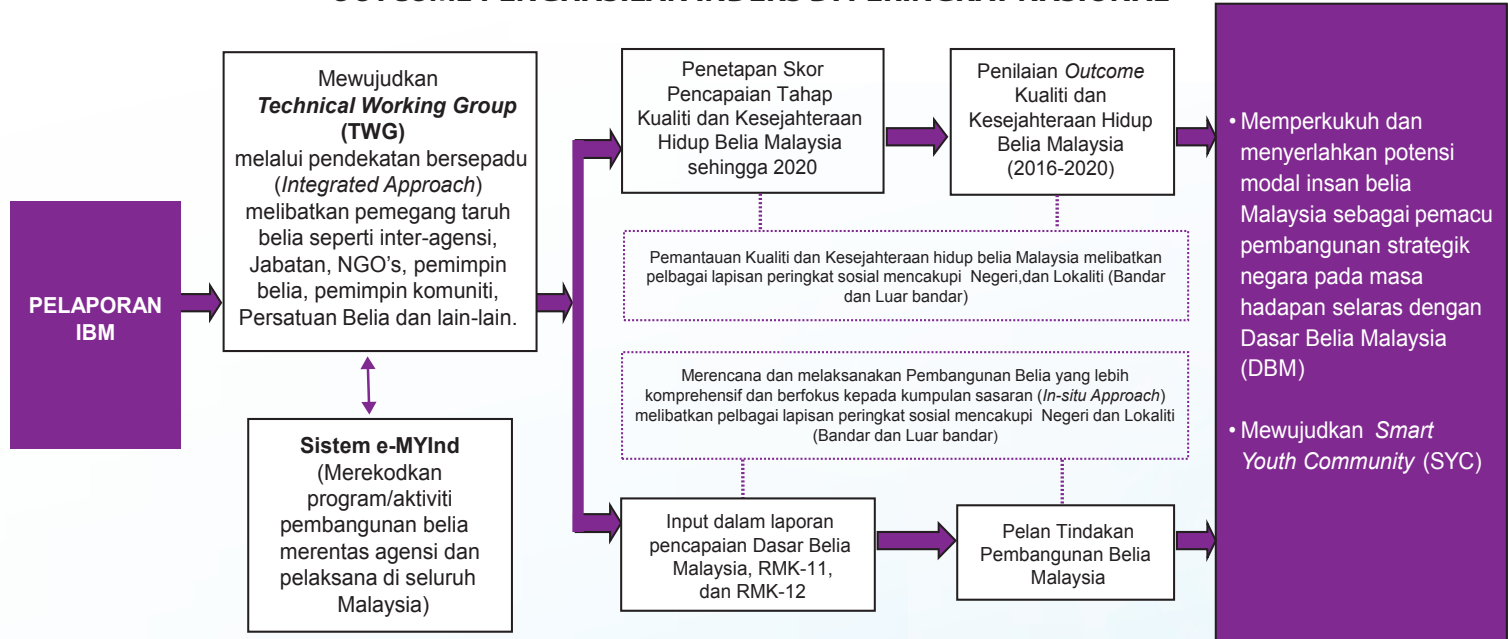 OUTCOME PENGHASILAN INDEKS DI PERINGKAT NASIONAL
PELAPORAN
IBM
Mewujudkan
Technical Working Group
(TWG)
melalui pendekatan bersepadu
(Integrated Approach)
melibatkan pemegang taruh
belia seperti inter-agensi,
Jabatan, NGO's, pemimpin
belia, pemimpin komuniti,
Persatuan Belia dan lain-lain.
Sistem e-MYInd
(Merekodkan
program/aktiviti
pembangunan belia
merentas agensi dan
pelaksana di seluruh
Malaysia)
Penetapan Skor
Pencapaian Tahap
Kualiti dan Kesejahteraan
Hidup Belia Malaysia
sehingga 2020
Penilaian Outcome
Kualiti dan
Kesejahteraan Hidup
Belia Malaysia
(2016-2020)
Pemantauan Kualiti dan Kesejahteraan hidup belia Malaysia melibatkan
pelbagai lapisan peringkat sosial mencakupi Negeri,dan Lokaliti (Bandar
dan Luar bandar)
Merencana dan melaksanakan Pembangunan Belia yang lebih
komprehensif dan berfokus kepada kumpulan sasaran (In-situ Approach)
melibatkan pelbagai lapisan peringkat sosial mencakupi Negeri dan Lokaliti
(Bandar dan Luar bandar)
Input dalam laporan
pencapaian Dasar Belia
Malaysia, RMK-11,
dan RMK-12
Pelan Tindakan
Pembangunan Belia
Malaysia
• Memperkukuh dan
menyerlahkan potensi
modal insan belia
Malaysia sebagai pemacu
pembangunan strategik
negara pada masa
hadapan selaras dengan
Dasar Belia Malaysia
(DBM)
• Mewujudkan Smart
Youth Community (SYC)